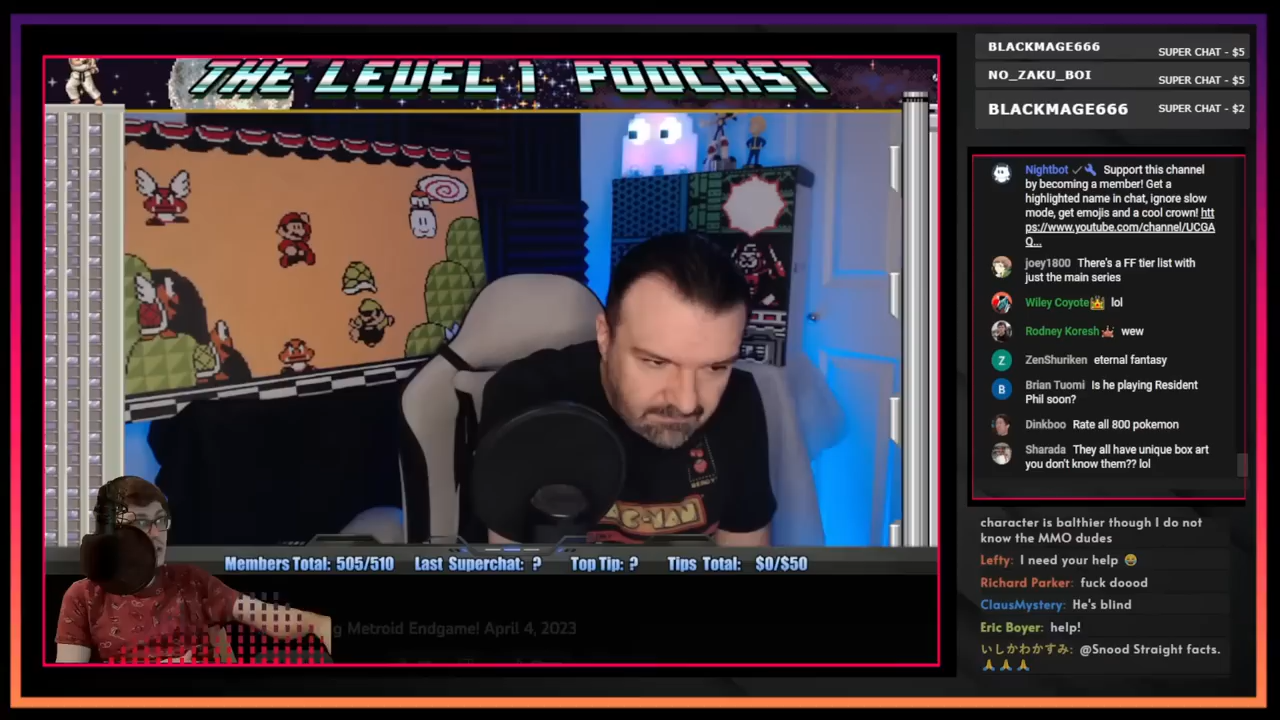 THE LEVEL 1 PODCAST
READY!
PAC-MAN
Members Total: 505/510 Last Superchat: ? Top Tip: ? Tips Total: $0/$50
g Metroid Endgame! April 4, 2023
BLACKMAGE666 SUPER CHAT - $5
NO_ZAKU_BOI SUPER CHAT - $5
BLACKMAGE666 SUPER CHAT - $2
Nightbot Support this channel
by becoming a member! Get a
highlighted name in chat, ignore slow
mode, get emojis and a cool crown! htt
ps://www.youtube.com/channel/UCGA
Q...
joey1800 There's a FF tier list with
just the main series
Wiley Coyote lol
Rodney Koresh wew
Z ZenShuriken eternal fantasy
B Brian Tuomi Is he playing Resident
Phil soon?
Dinkboo Rate all 800 pokemon
Sharada They all have unique box art
you don't know them?? lol
character is balthier though I do not
know the MMO dudes
Lefty: I need your help 😂
Richard Parker: fuck doood
ClausMystery: He's blind
Eric Boyer: help!
いしかわかすみ: @Snood Straight facts.
🙏 🙏 🙏